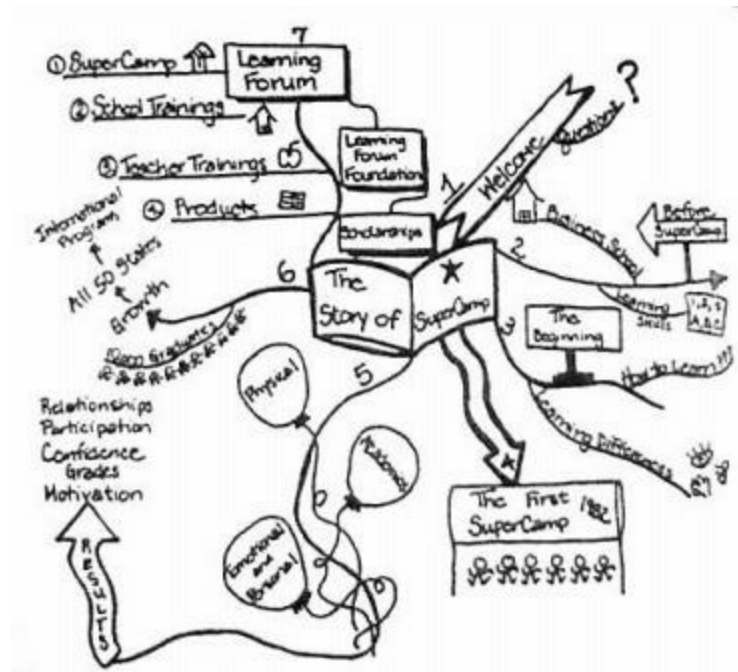 7
Learning
Forum
① SuperCamp
② School Trainings
③ Teacher Trainings
④ Products
Learning
Forum
Foundation
Scholarships
1
Welcome
Questions
?
2
Business School
Before
SuperCamp
Learning
Skills
1, 2, 3
A, B, C
The
Story of
SuperCamp
3
The
Beginning
How to Learn !!!
Learning Differences
The First
SuperCamp
1982
5
Physical
Academics
Emotional
and
Personal
RESULTS
Relationships
Participation
Confidence
Grades
Motivation
6
Growth
All 50 States
International
Program
Graduates